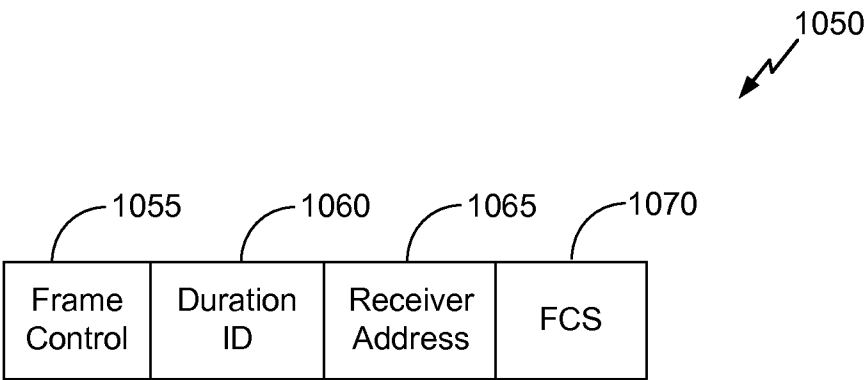 1050
1055
1060
1065
1070
Frame
Control
Duration
ID
Receiver
Address
FCS